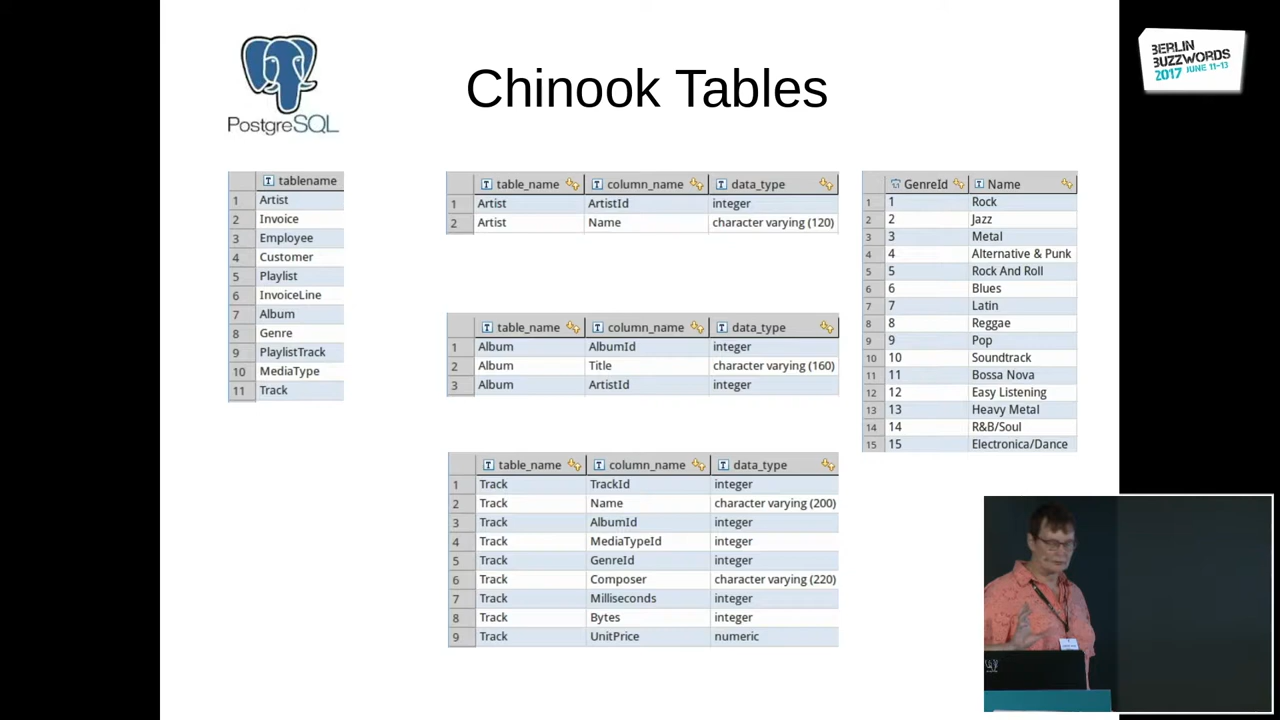 PostgreSQL
Chinook Tables
BERLIN
BUZZWORDS
2017 JUNE 11-13
tablename
1 Artist
2 Invoice
3 Employee
4 Customer
5 Playlist
6 InvoiceLine
7 Album
8 Genre
9 PlaylistTrack
10 MediaType
11 Track
table_name column_name data_type
1 Artist ArtistId integer
2 Artist Name character varying (120)
table_name column_name data_type
1 Album AlbumId integer
2 Album Title character varying (160)
3 Album ArtistId integer
table_name column_name data_type
1 Track TrackId integer
2 Track Name character varying (200)
3 Track AlbumId integer
4 Track MediaTypeId integer
5 Track GenreId integer
6 Track Composer character varying (220)
7 Track Milliseconds integer
8 Track Bytes integer
9 Track UnitPrice numeric
GenreId Name
1 1 Rock
2 2 Jazz
3 3 Metal
4 4 Alternative & Punk
5 5 Rock And Roll
6 6 Blues
7 7 Latin
8 8 Reggae
9 9 Pop
10 10 Soundtrack
11 11 Bossa Nova
12 12 Easy Listening
13 13 Heavy Metal
14 14 R&B/Soul
15 15 Electronica/Dance